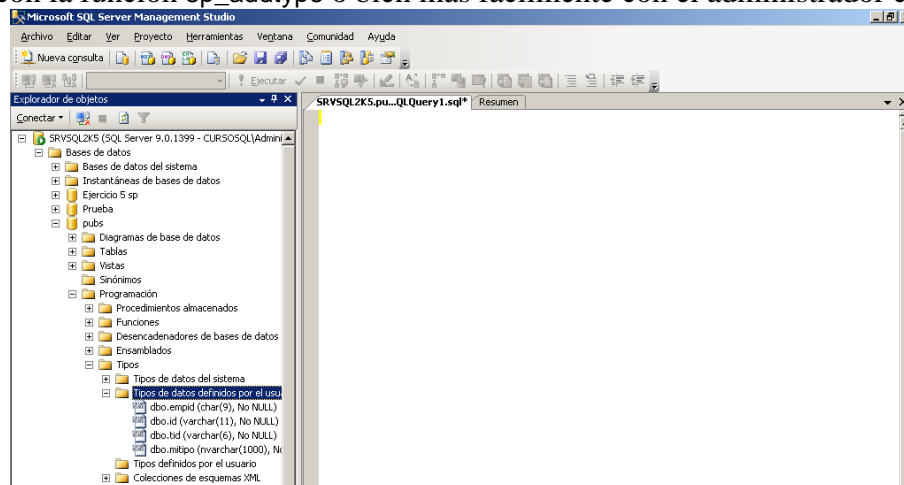 con la función sp_addtype o bien más fácilmente con el administrador
Microsoft SQL Server Management Studio
Archivo Editar Ver Proyecto Herramientas Ventana Comunidad Ayuda
Nueva consulta
Ejecutar
Explorador de objetos
SRVSQL2K5.pu...QLQuery1.sql* Resumen
Conectar
SRVSQL2K5 (SQL Server 9.0.1399 - CURSOSQL\Admini
Bases de datos
Bases de datos del sistema
Instantáneas de bases de datos
Ejercicio 5 sp
Prueba
pubs
Diagramas de base de datos
Tablas
Vistas
Sinónimos
Programación
Procedimientos almacenados
Funciones
Desencadenadores de bases de datos
Ensamblados
Tipos
Tipos de datos del sistema
Tipos de datos definidos por el usu
dbo.empid (char(9), No NULL)
dbo.id (varchar(11), No NULL)
dbo.tid (varchar(6), No NULL)
dbo.mitipo (nvarchar(1000), No
Tipos definidos por el usuario
Colecciones de esquemas XML